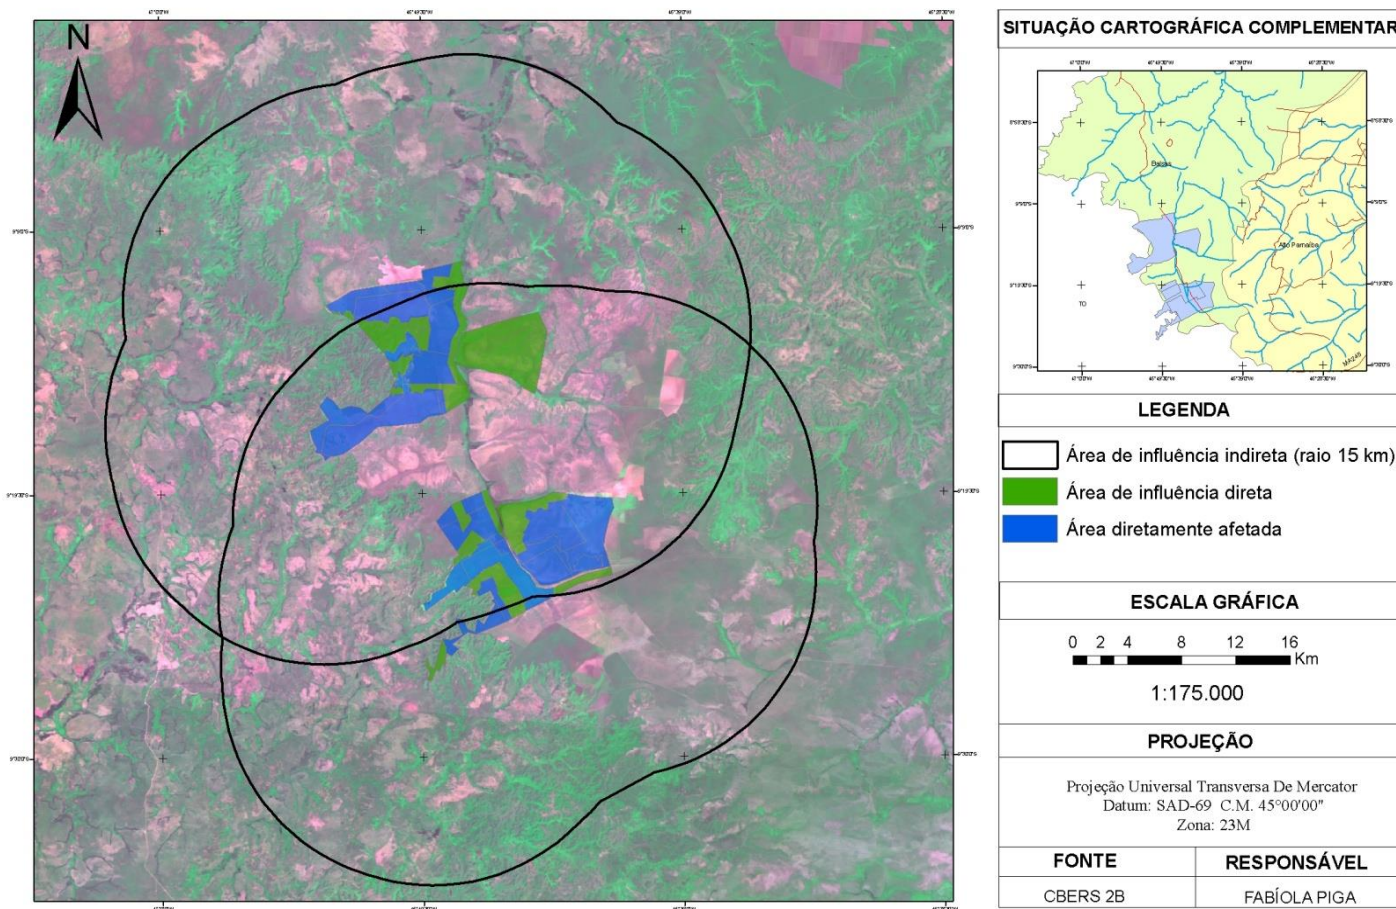 N
SITUAÇÃO CARTOGRÁFICA COMPLEMENTAR
Balsas
Alto Parnaíba
TO
MA-245
LEGENDA
Área de influência indireta (raio 15 km)
Área de influência direta
Área diretamente afetada
ESCALA GRÁFICA
0 2 4 8 12 16
Km
1:175.000
PROJEÇÃO
Projeção Universal Transversa De Mercator
Datum: SAD-69 C.M. 45°00'00"
Zona: 23M
FONTE
RESPONSÁVEL
CBERS 2B
FABÍOLA PIGA